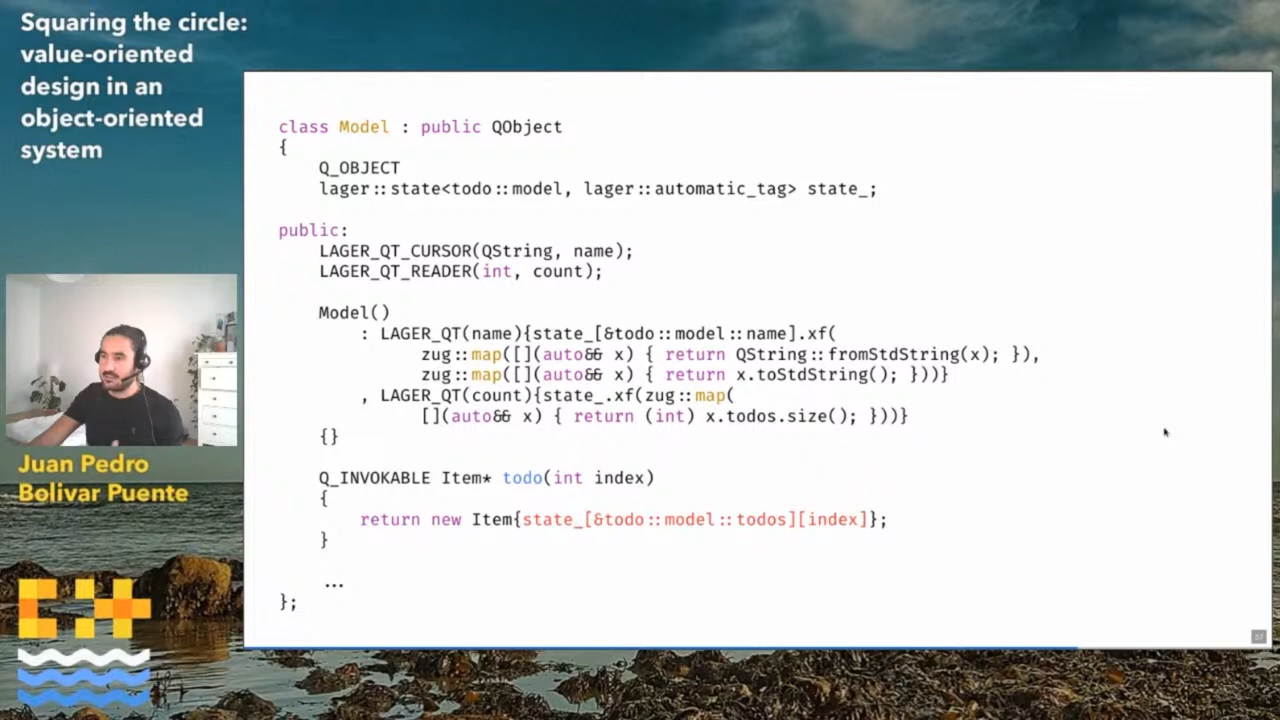 Squaring the circle:
value-oriented
design in an
object-oriented
system
class Model : public QObject
{
    Q_OBJECT
    lager::state<todo::model, lager::automatic_tag> state_;
public:
    LAGER_QT_CURSOR(QString, name);
    LAGER_QT_READER(int, count);
    Model()
        : LAGER_QT(name){state_[&todo::model::name].xf(
              zug::map([](auto&& x) { return QString::fromStdString(x); }),
              zug::map([](auto&& x) { return x.toStdString(); }))}
        , LAGER_QT(count){state_.xf(zug::map(
              [](auto&& x) { return (int) x.todos.size(); }))}
    {}
    Q_INVOKABLE Item* todo(int index)
    {
        return new Item{state_[&todo::model::todos][index]};
    }
    ...
};
Juan Pedro
Bolivar Puente
C++
57